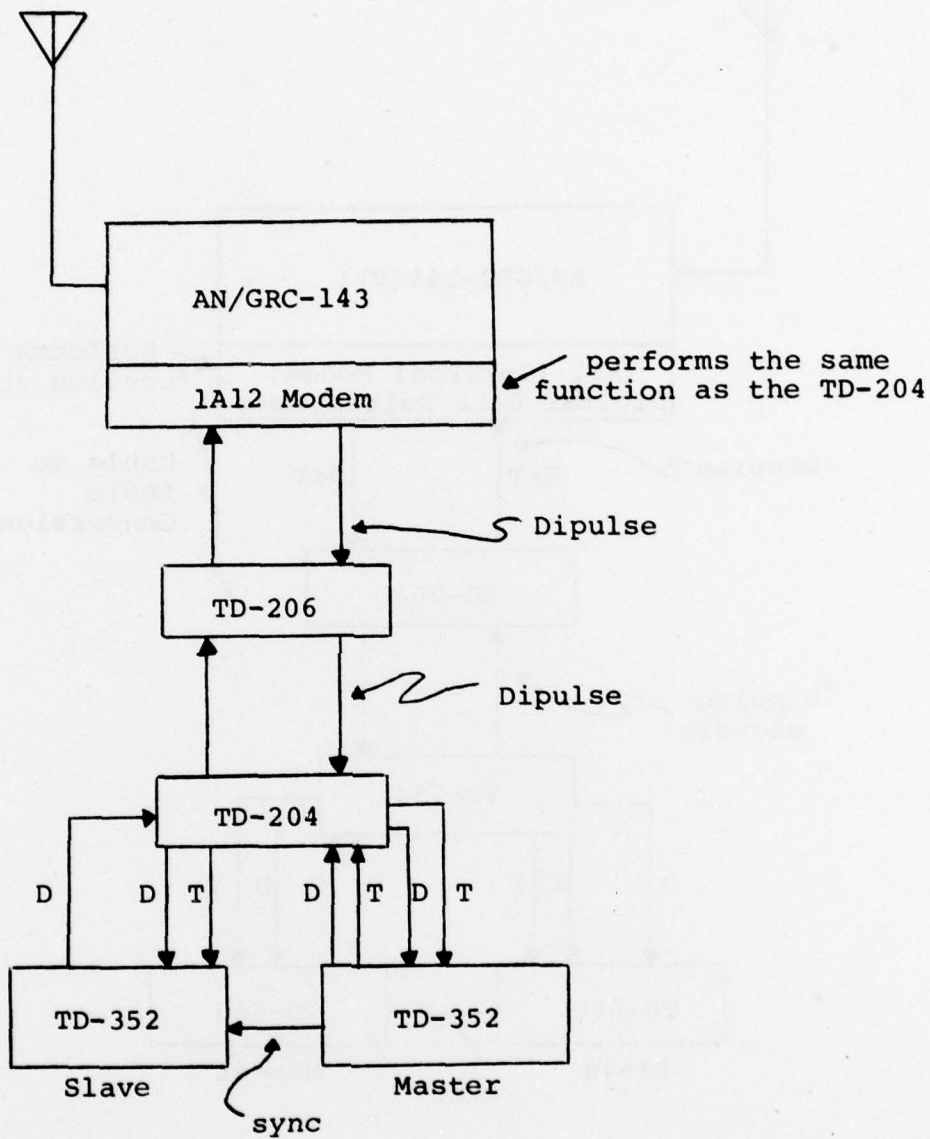 AN/GRC-143
performs the same
function as the TD-204
1A12 Modem
Dipulse
TD-206
Dipulse
TD-204
D D T D T D T
TD-352 TD-352
Slave Master
sync